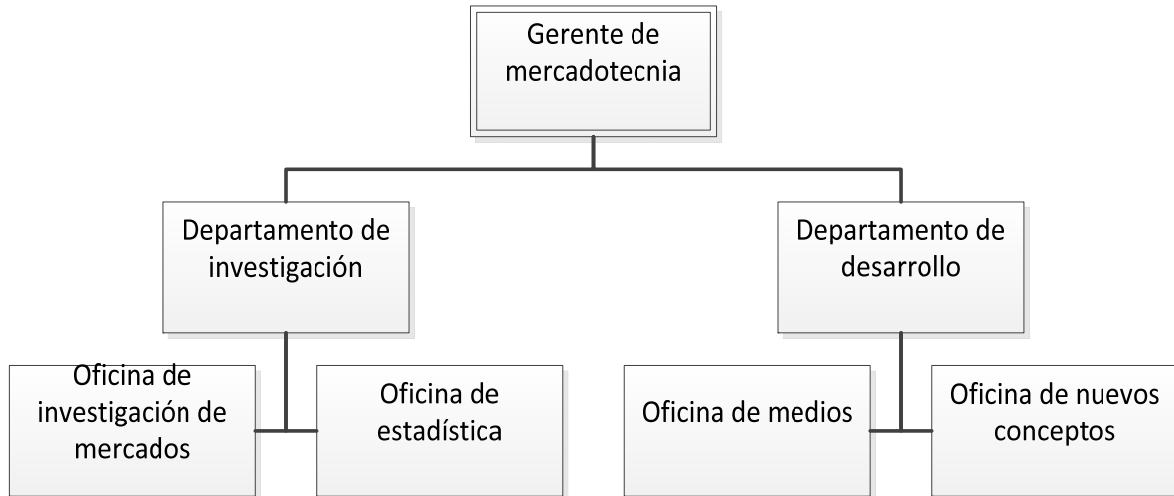 Gerente de
mercadotecnia
Departamento de
investigación
Departamento de
desarrollo
Oficina de
investigación de
mercados
Oficina de
estadística
Oficina de medios
Oficina de nuevos
conceptos